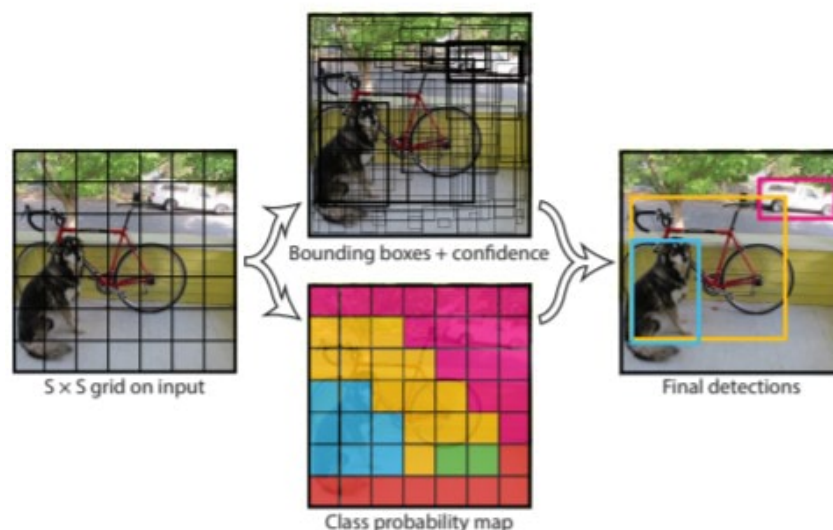 Bounding boxes + confidence
S × S grid on input
Final detections
Class probability map